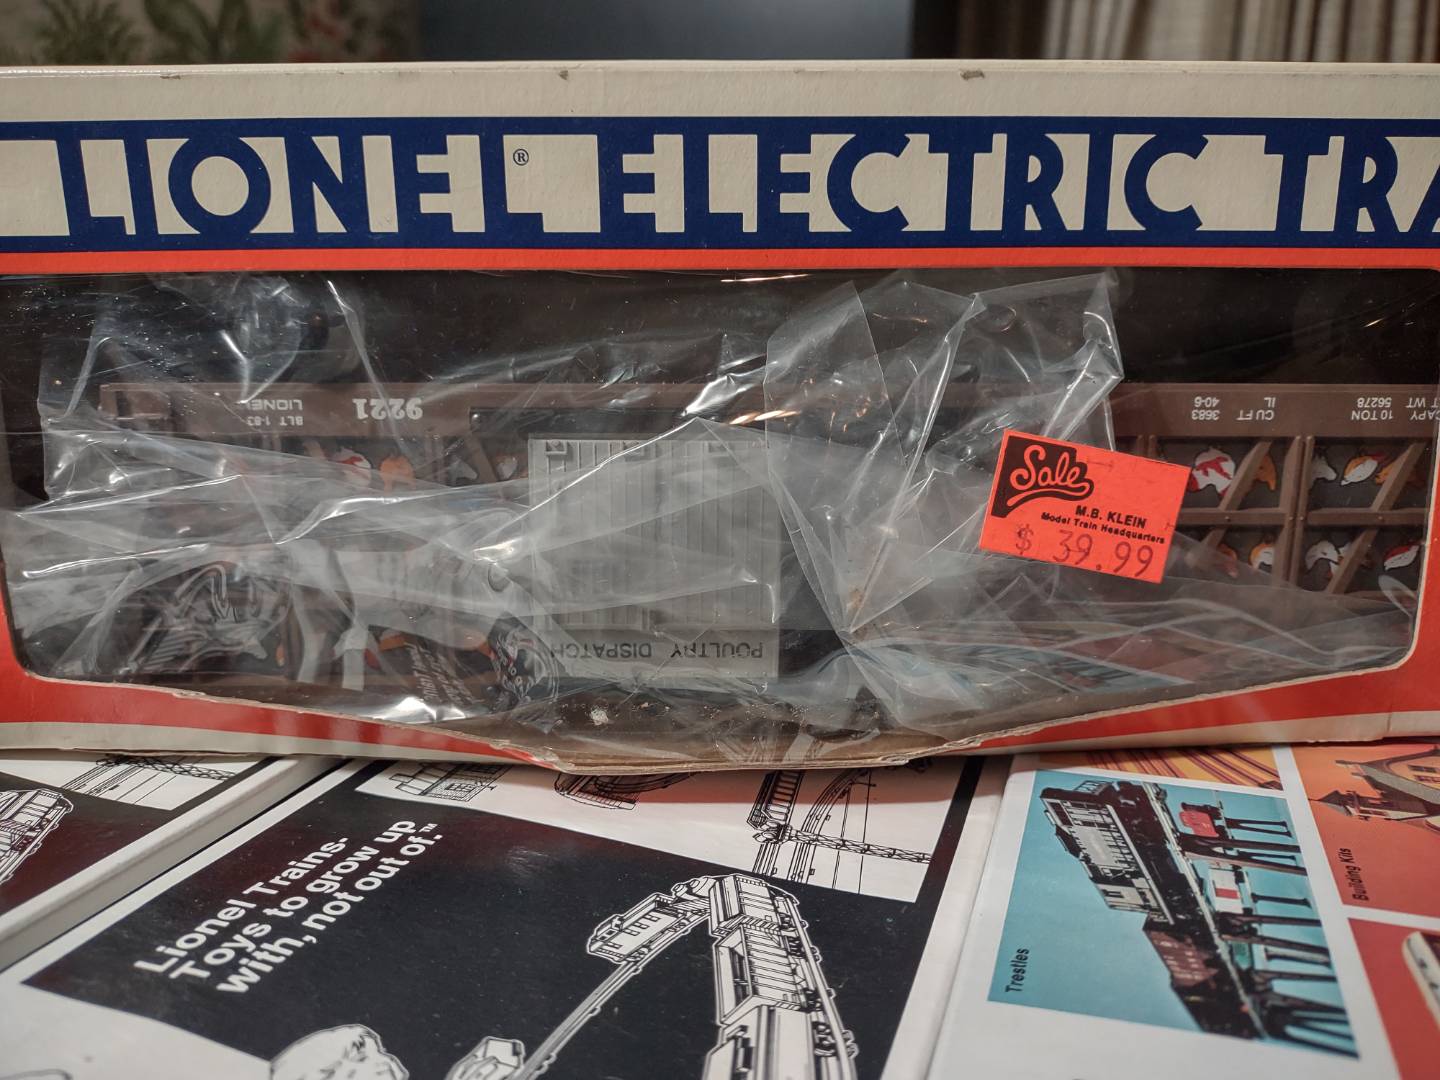 LIONEL® ELECTRIC TRA
9221
BLT 1-83
LIONEL
CU FT 3683
IL 40-6
CAPY 10 TON
LT WT 56278
POULTRY DISPATCH
Sale
M.B. KLEIN
Model Train Headquarters
$ 39.99
Lionel Trains-
Toys to grow up
with, not out of.™
Trestles
Building Kits